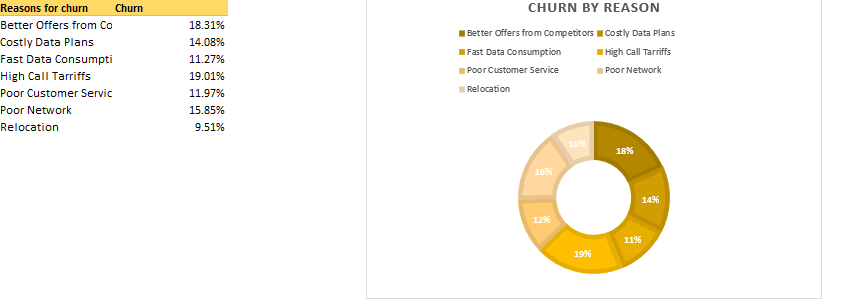 Reasons for churn Churn
Better Offers from Co 18.31%
Costly Data Plans 14.08%
Fast Data Consumpti 11.27%
High Call Tarriffs 19.01%
Poor Customer Servic 11.97%
Poor Network 15.85%
Relocation 9.51%
CHURN BY REASON
Better Offers from Competitors Costly Data Plans
Fast Data Consumption High Call Tarriffs
Poor Customer Service Poor Network
Relocation
10%
18%
16%
14%
12%
11%
19%